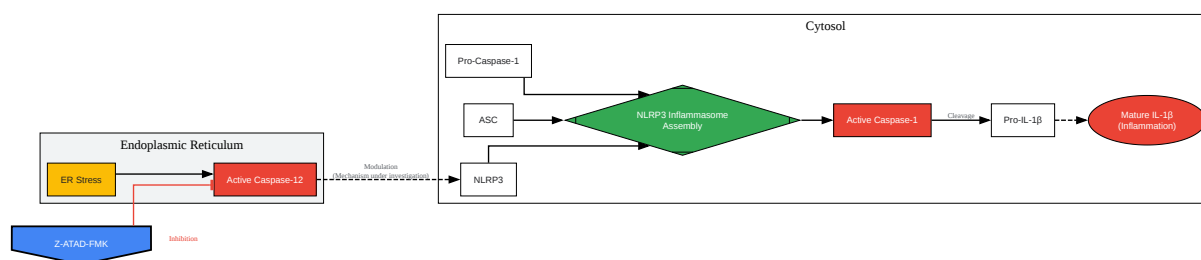 Cytosol
Pro-Caspase-1
ASC
NLRP3 Inflammasome
Assembly
Active Caspase-1
Cleavage
Pro-IL-1β
Mature IL-1β
(Inflammation)
Endoplasmic Reticulum
ER Stress
Active Caspase-12
Modulation
(Mechanism under investigation)
NLRP3
Z-ATAD-FMK
Inhibition